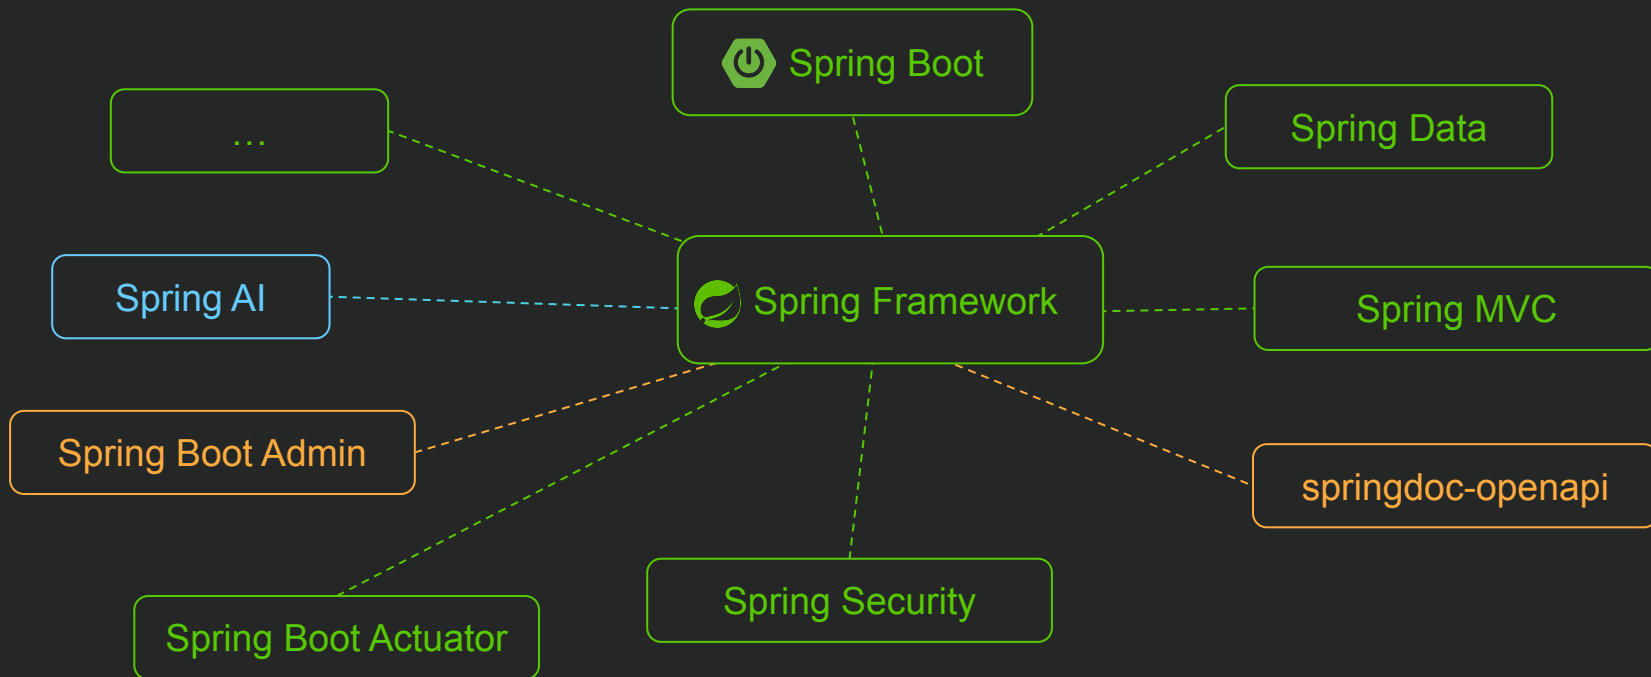 Spring Boot
...
Spring Data
Spring AI
Spring Framework
Spring MVC
Spring Boot Admin
springdoc-openapi
Spring Security
Spring Boot Actuator